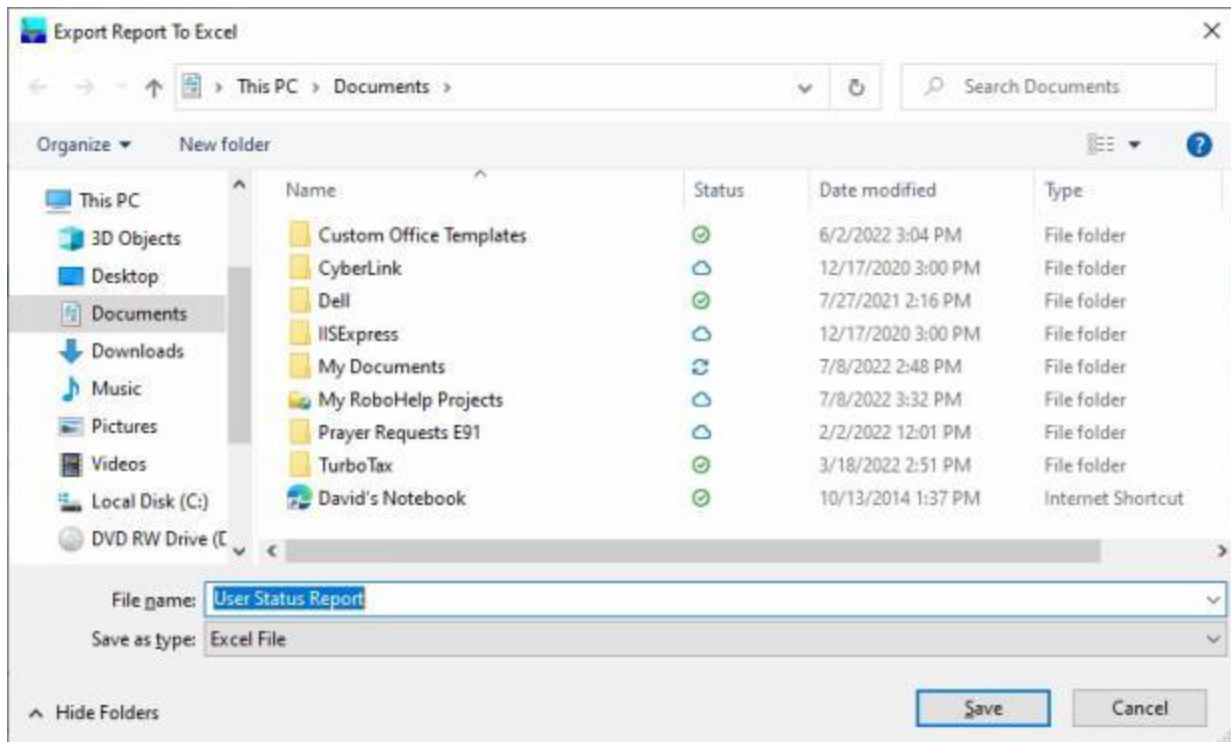 Export Report To Excel
This PC > Documents >
Search Documents
Organize
New folder
This PC
3D Objects
Desktop
Documents
Downloads
Music
Pictures
Videos
Local Disk (C:)
DVD RW Drive (D
Name Status Date modified Type
Custom Office Templates 6/2/2022 3:04 PM File folder
CyberLink 12/17/2020 3:00 PM File folder
Dell 7/27/2021 2:16 PM File folder
IISExpress 12/17/2020 3:00 PM File folder
My Documents 7/8/2022 2:48 PM File folder
My RoboHelp Projects 7/8/2022 3:32 PM File folder
Prayer Requests E91 2/2/2022 12:01 PM File folder
TurboTax 3/18/2022 2:51 PM File folder
David's Notebook 10/13/2014 1:37 PM Internet Shortcut
File name: User Status Report
Save as type: Excel File
Hide Folders
Save
Cancel